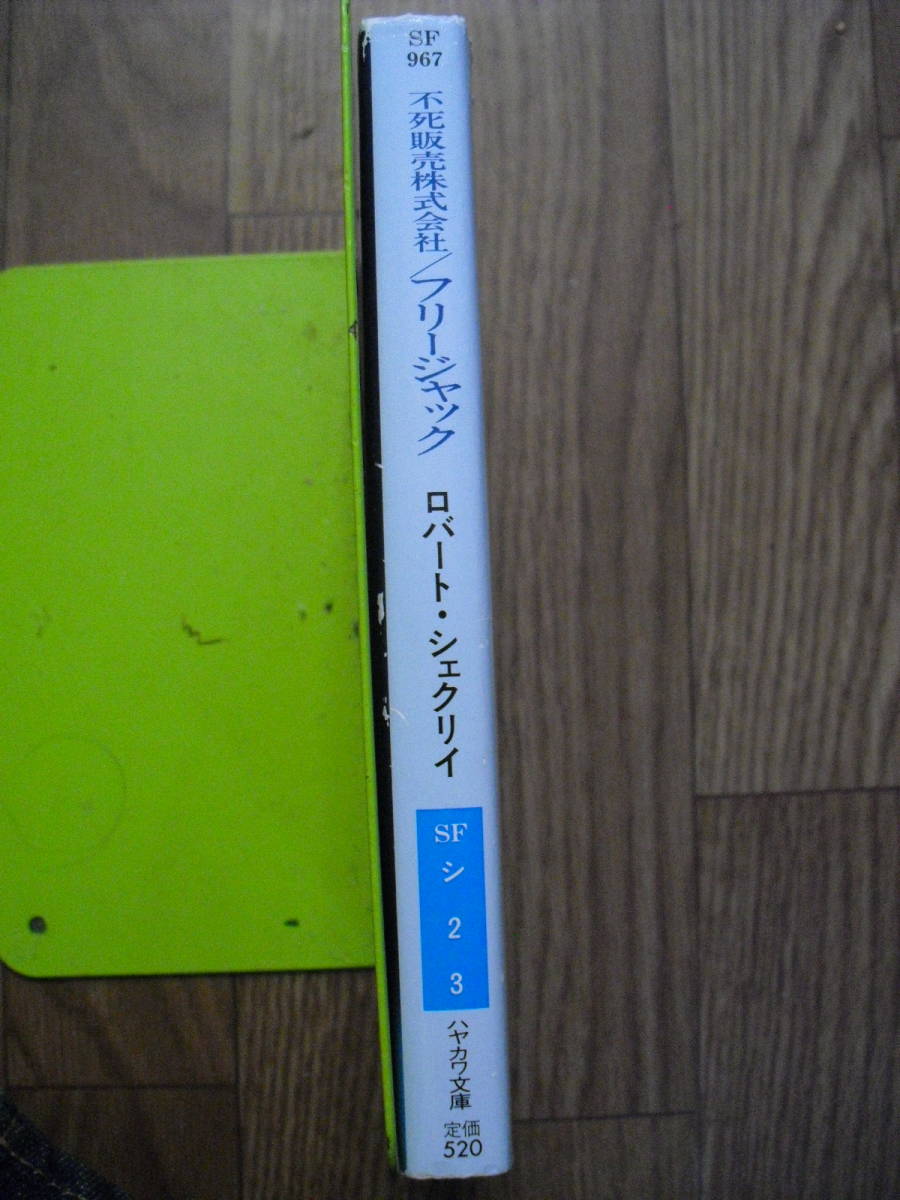 SF
967
不死販売株式会社/フリージャック
ロバート・シェクリイ
SF
シ
2
3
ハヤカワ文庫
定価
520